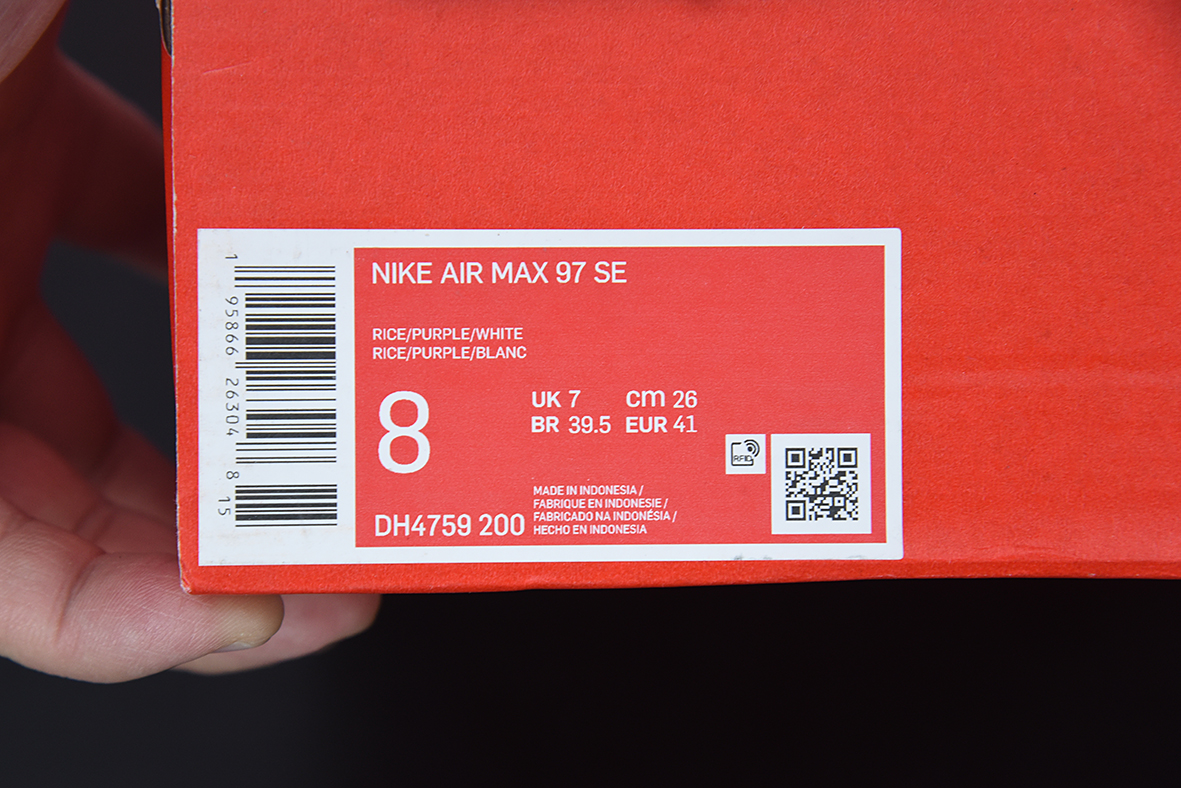 1 95866 26304 8 15
NIKE AIR MAX 97 SE
RICE/PURPLE/WHITE
RICE/PURPLE/BLANC
8
UK 7 cm 26
BR 39.5 EUR 41
RFID
MADE IN INDONESIA /
FABRIQUE EN INDONESIE /
FABRICADO NA INDONÉSIA /
HECHO EN INDONESIA
DH4759 200